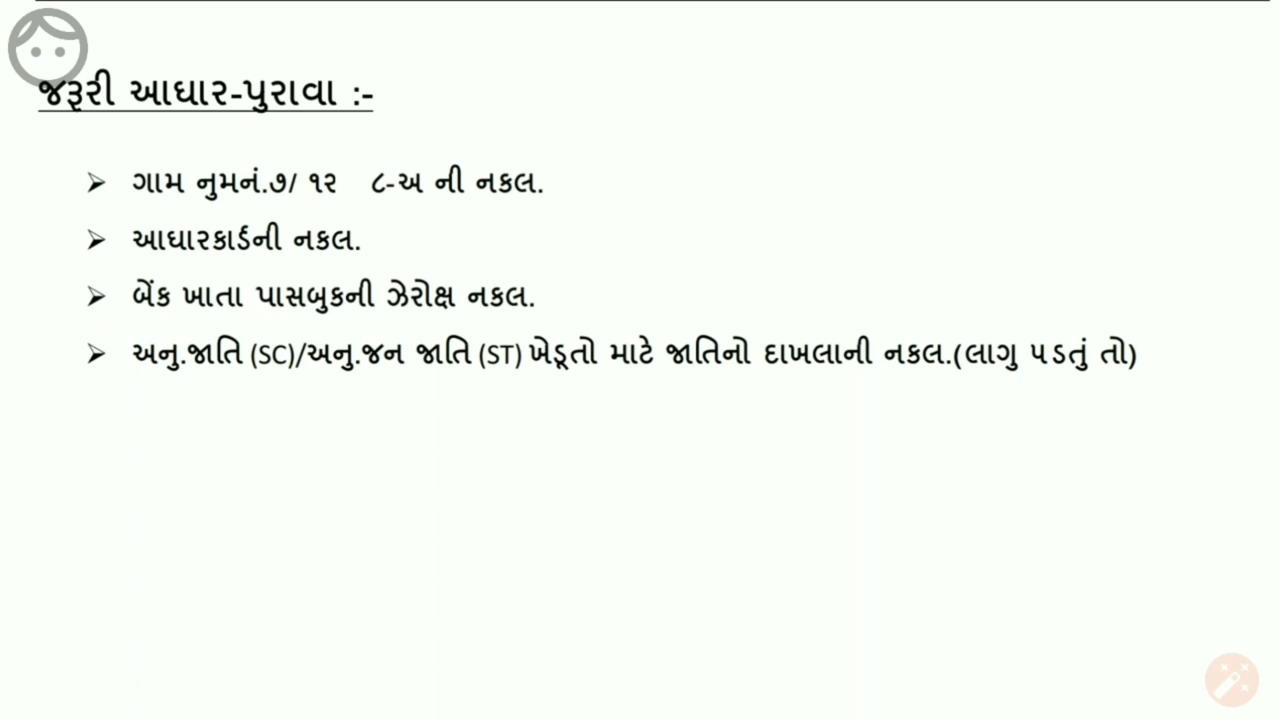 જરૂરી આધાર-પુરાવા :-
➢ ગામ નુમનં.૭/ ૧૨ ૮-અ ની નકલ.
➢ આધારકાર્ડની નકલ.
➢ બેંક ખાતા પાસબુકની ઝેરોક્ષ નકલ.
➢ અનુ.જાતિ (SC)/અનુ.જન જાતિ (ST) ખેડૂતો માટે જાતિનો દાખલાની નકલ.(લાગુ પડતું તો)